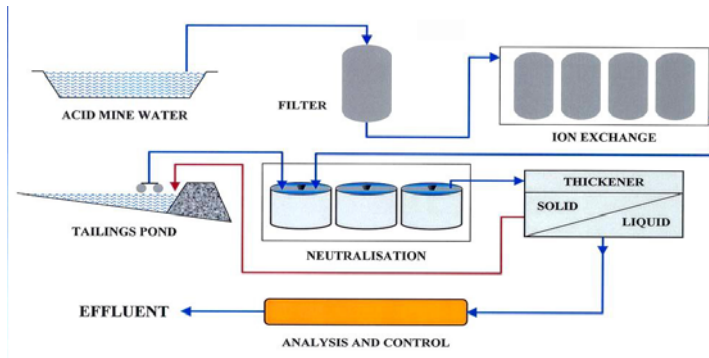 ACID MINE WATER
FILTER
ION EXCHANGE
TAILINGS POND
NEUTRALISATION
THICKENER
SOLID
LIQUID
EFFLUENT
ANALYSIS AND CONTROL